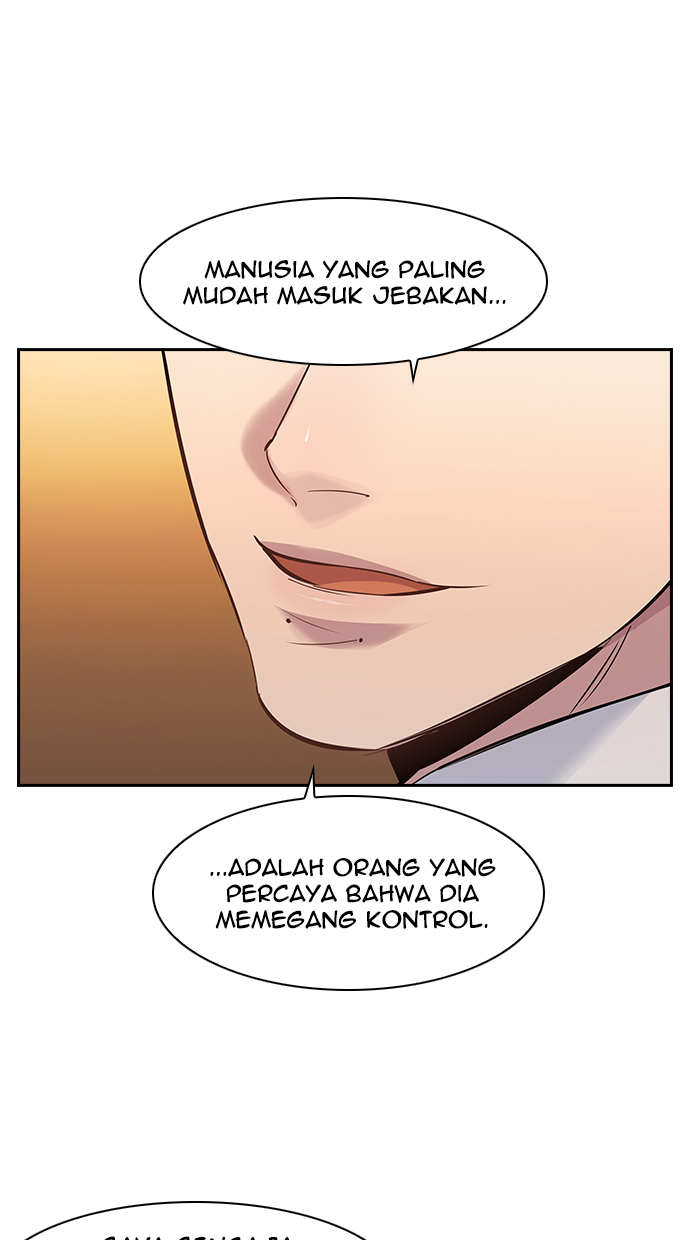 MANUSIA YANG PALING
MUDAH MASUK JEBAKAN...
...ADALAH ORANG YANG
PERCAYA BAHWA DIA
MEMEGANG KONTROL.